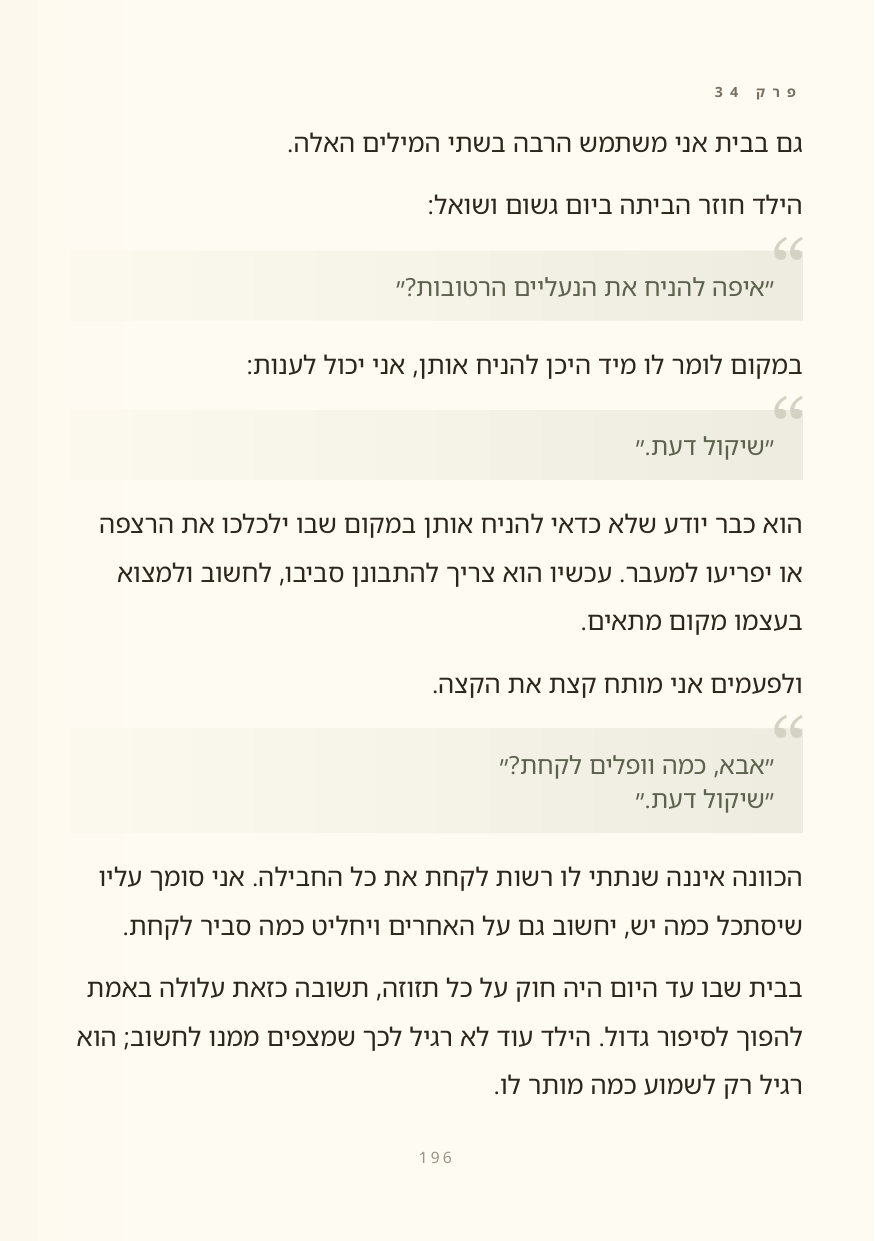 פרק 34
גם בבית אני משתמש הרבה בשתי המילים האלה.
הילד חוזר הביתה ביום גשום ושואל:
״איפה להניח את הנעליים הרטובות?״
במקום לומר לו מיד היכן להניח אותן, אני יכול לענות:
״שיקול דעת.״
הוא כבר יודע שלא כדאי להניח אותן במקום שבו ילכלכו את הרצפה
או יפריעו למעבר. עכשיו הוא צריך להתבונן סביבו, לחשוב ולמצוא
בעצמו מקום מתאים.
ולפעמים אני מותח קצת את הקצה.
״אבא, כמה וופלים לקחת?״
״שיקול דעת.״
הכוונה איננה שנתתי לו רשות לקחת את כל החבילה. אני סומך עליו
שיסתכל כמה יש, יחשוב גם על האחרים ויחליט כמה סביר לקחת.
בבית שבו עד היום היה חוק על כל תזוזה, תשובה כזאת עלולה באמת
להפוך לסיפור גדול. הילד עוד לא רגיל לכך שמצפים ממנו לחשוב; הוא
רגיל רק לשמוע כמה מותר לו.
196